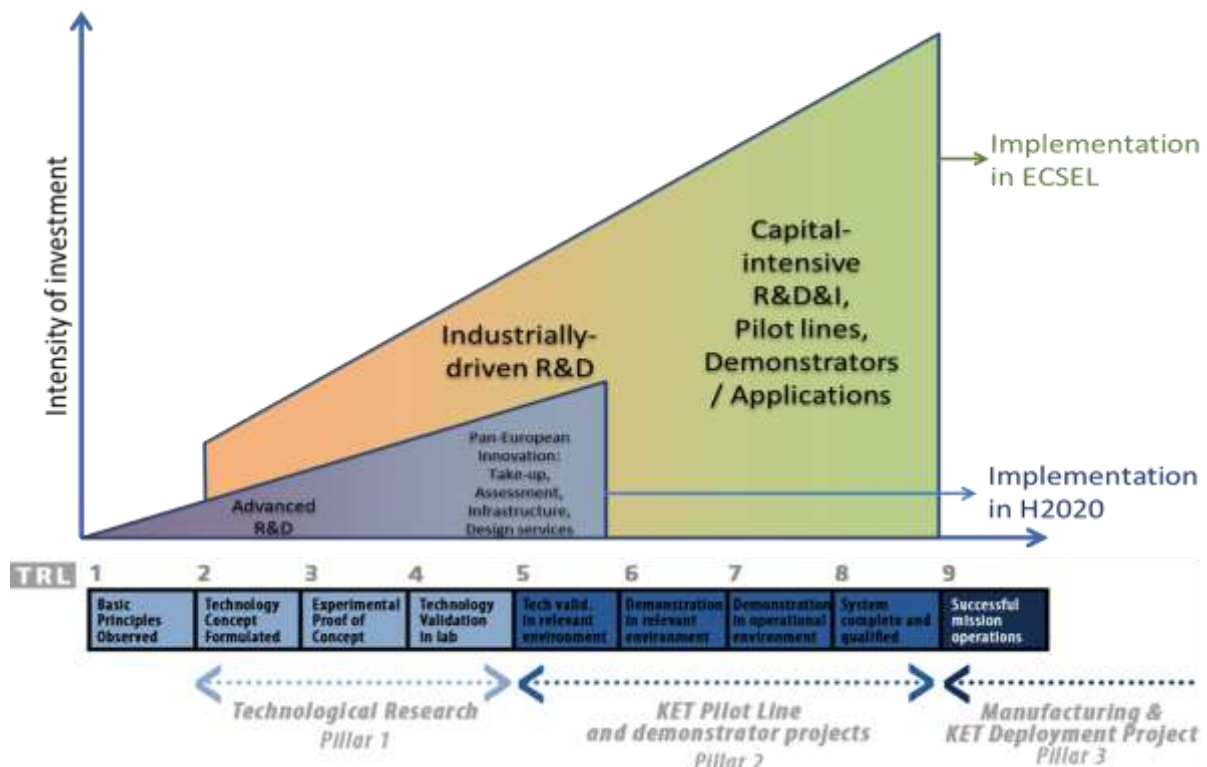 Intensity of investment
Implementation
in ECSEL
Capital-
intensive
R&D&I,
Pilot lines,
Demonstrators
/ Applications
Industrially-
driven R&D
Pan-European
Innovation:
Take-up,
Assessment,
Infrastructure,
Design services
Advanced
R&D
Implementation
in H2020
TRL 1 2 3 4 5 6 7 8 9
Basic
Principles
Observed
Technology
Concept
Formulated
Experimental
Proof of
Concept
Technology
Validation
in lab
Tech valid.
in relevant
environment
Demonstration
in relevant
environment
Demonstration
in operational
environment
System
complete and
qualified
Successful
mission
operations
Technological Research
Pillar 1
KET Pilot Line
and demonstrator projects
Pillar 2
Manufacturing &
KET Deployment Project
Pillar 3